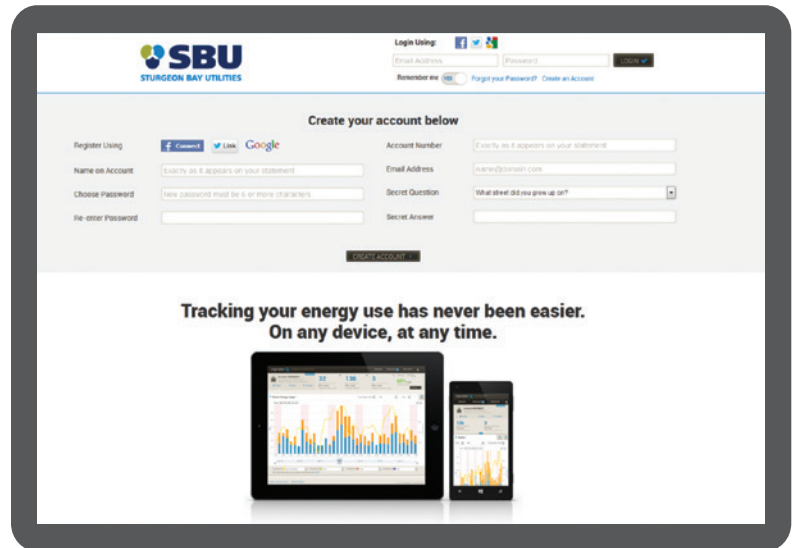 SBU
STURGEON BAY UTILITIES
Login Using:
Email Address
Password
LOGIN
Remember me
YES
Forgot your Password? Create an Account
Create your account below
Register Using
Connect
Link
Google
Name on Account
Exactly as it appears on your statement
Choose Password
New password must be 6 or more characters
Re-enter Password
Account Number
Exactly as it appears on your statement
Email Address
name@domain.com
Secret Question
What street did you grow up on?
Secret Answer
CREATE ACCOUNT
Tracking your energy use has never been easier.
On any device, at any time.